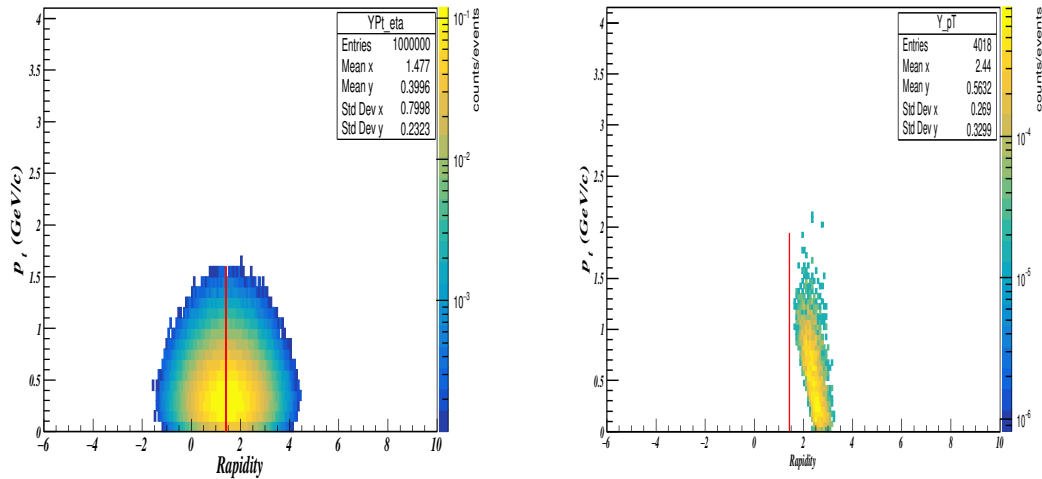 YPt_eta
Entries 1000000
Mean x 1.477
Mean y 0.3996
Std Dev x 0.7998
Std Dev y 0.2323
4
3.5
3
2.5
2
1.5
1
0.5
0
p_t (GeV/c)
−6 −4 −2 0 2 4 6 8 10
Rapidity
10^-1
10^-2
10^-3
counts/events
Y_pT
Entries 4018
Mean x 2.44
Mean y 0.5632
Std Dev x 0.269
Std Dev y 0.3299
4
3.5
3
2.5
2
1.5
1
0.5
0
p_t (GeV/c)
−6 −4 −2 0 2 4 6 8 10
Rapidity
10^-4
10^-5
10^-6
counts/events